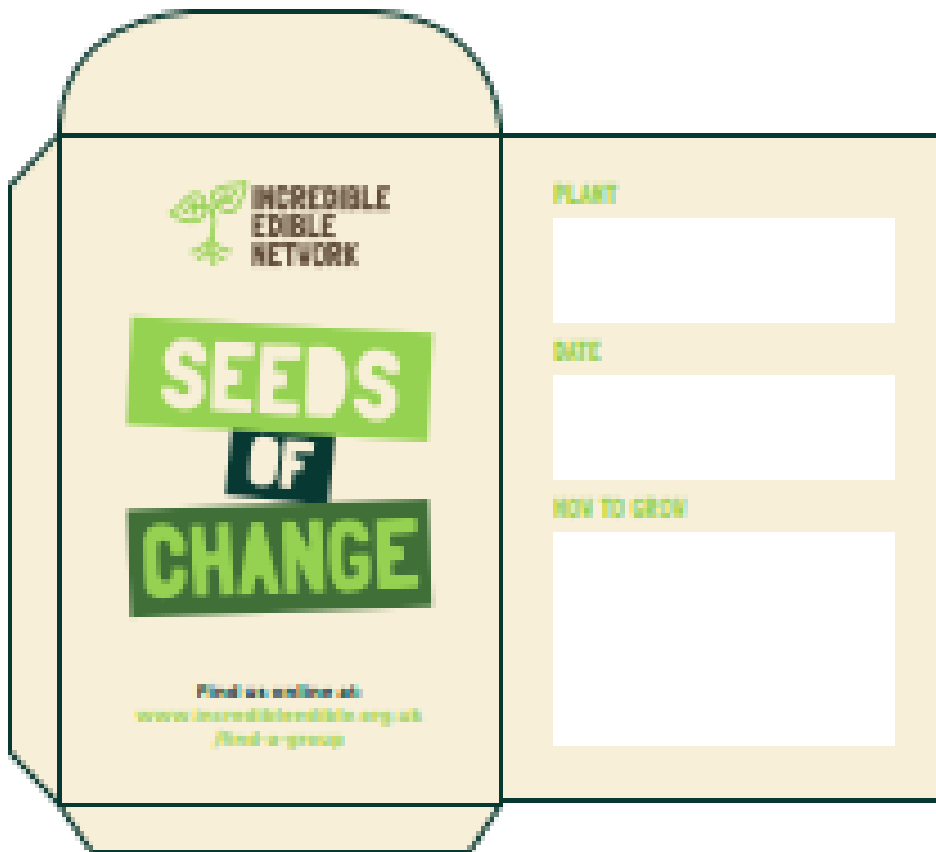 INCREDIBLE
EDIBLE
NETWORK
SEEDS
OF
CHANGE
Find us online at
www.incredibleedible.org.uk
/find-a-group
PLANT
DATE
HOW TO GROW